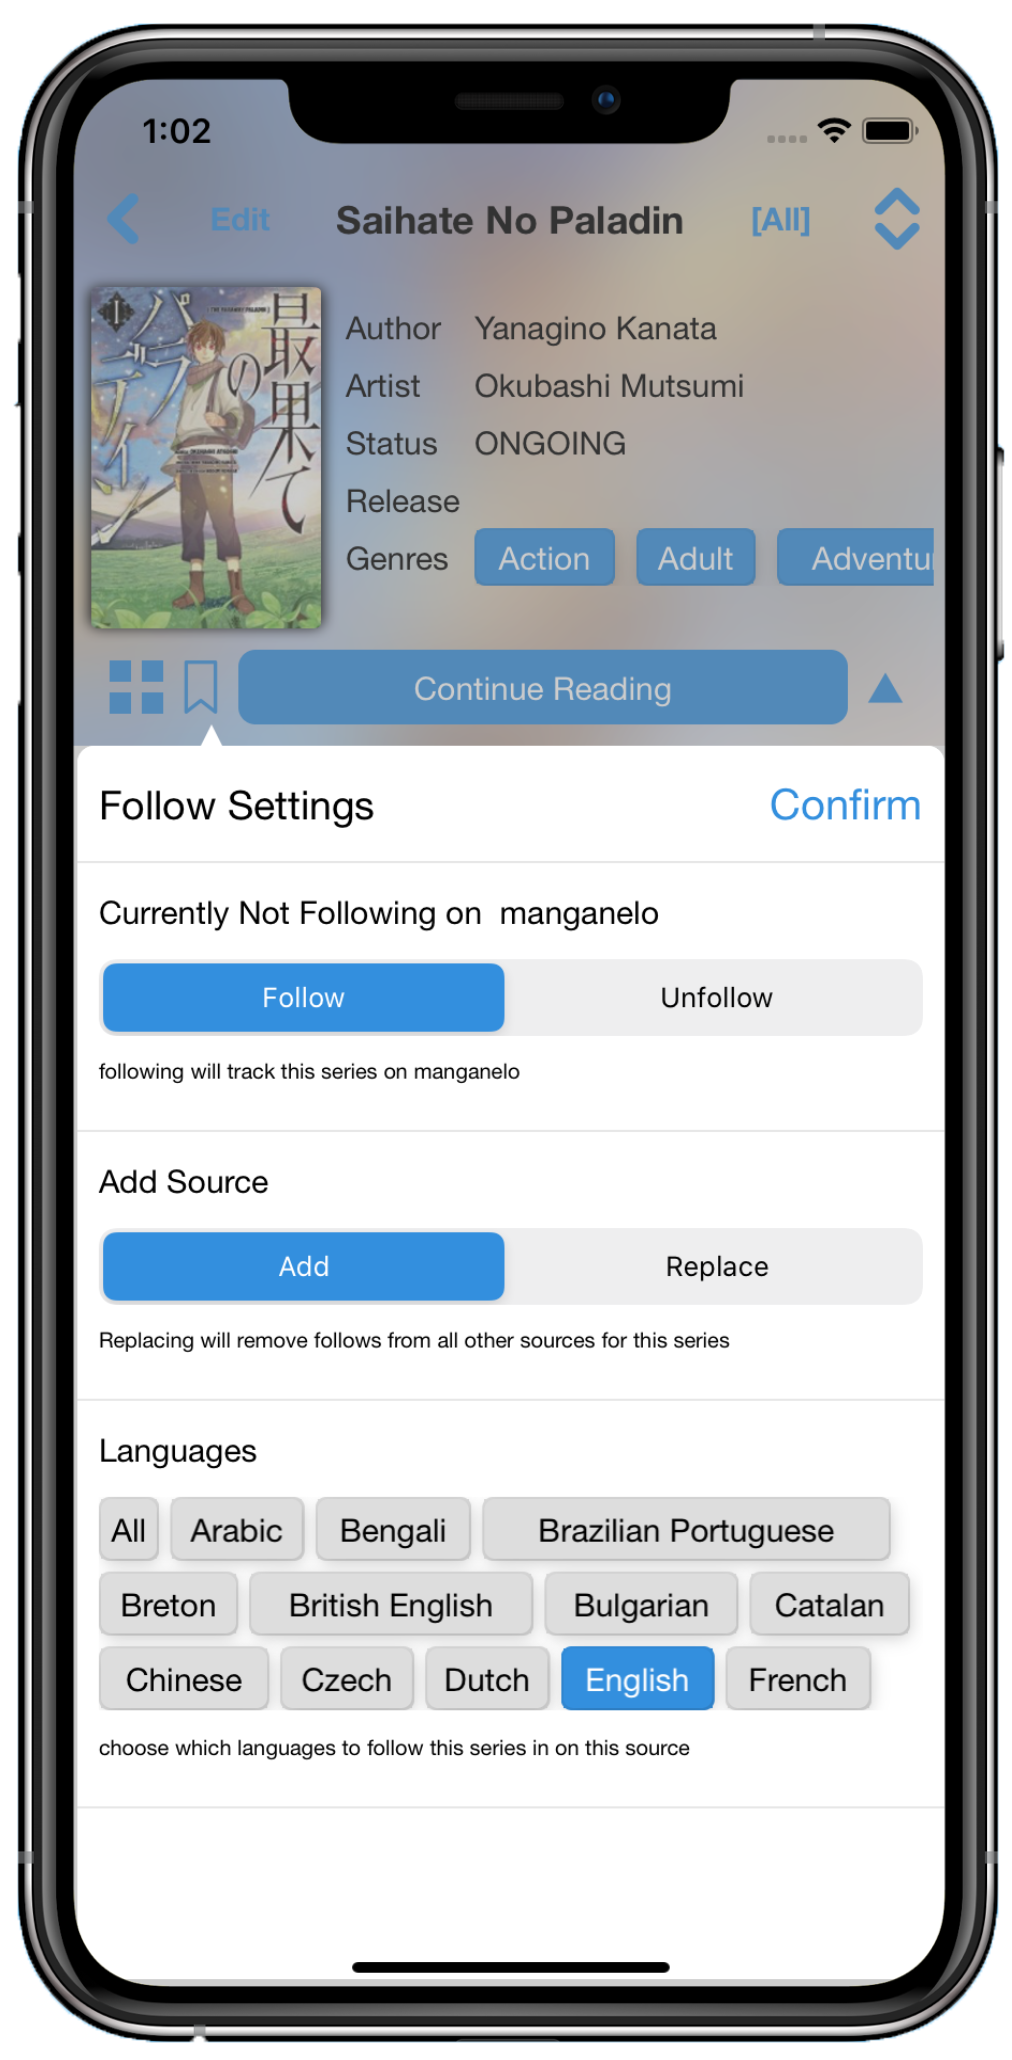 1:02
Edit
Saihate No Paladin
[All]
最果ての
パラディン
I
Author Yanagino Kanata
Artist Okubashi Mutsumi
Status ONGOING
Release
Genres Action Adult Adventu
Continue Reading
Follow Settings Confirm
Currently Not Following on manganelo
Follow Unfollow
following will track this series on manganelo
Add Source
Add Replace
Replacing will remove follows from all other sources for this series
Languages
All Arabic Bengali Brazilian Portuguese
Breton British English Bulgarian Catalan
Chinese Czech Dutch English French
choose which languages to follow this series in on this source